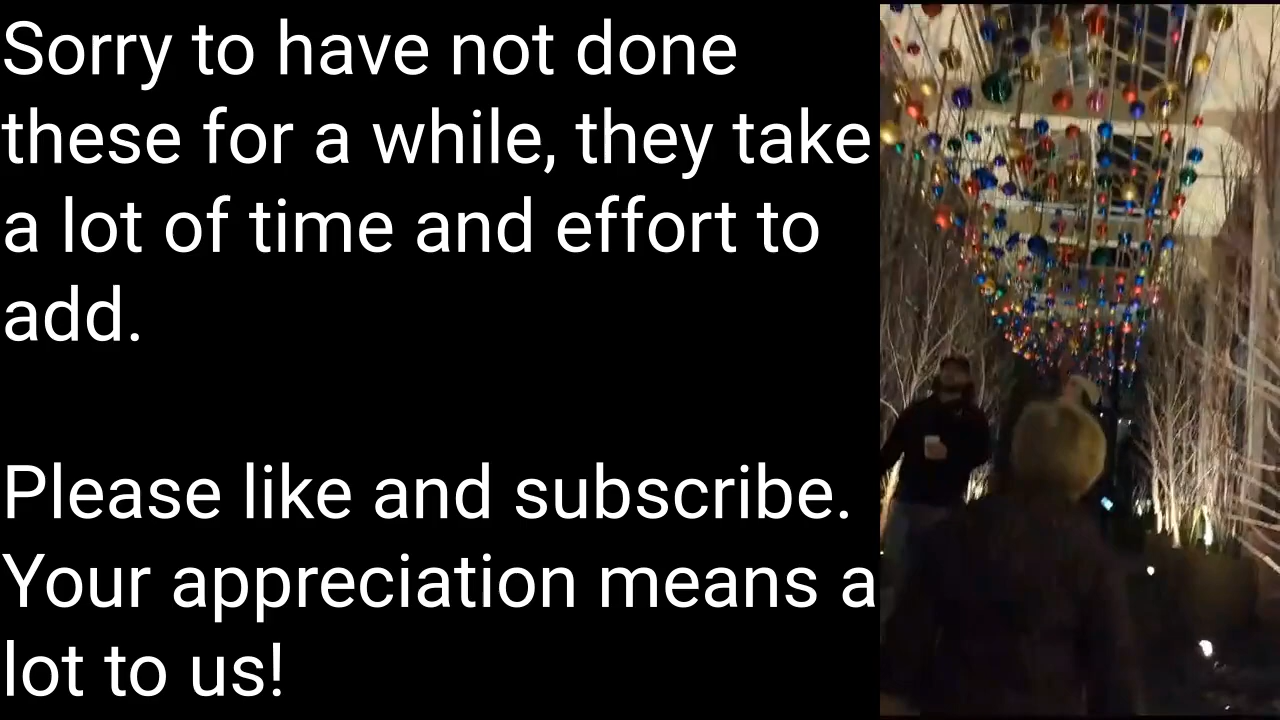 Sorry to have not done
these for a while, they take
a lot of time and effort to
add.
Please like and subscribe.
Your appreciation means a
lot to us!